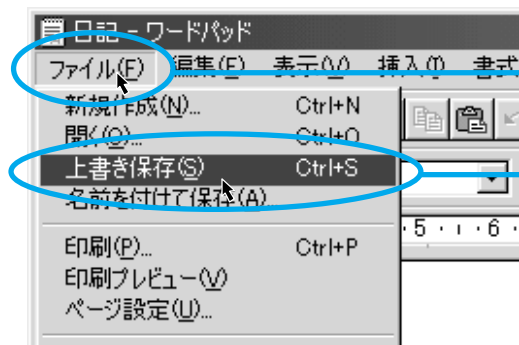 日記 - ワードパッド
ファイル(F) 編集(E) 表示(V) 挿入(I) 書式
新規作成(N)... Ctrl+N
開く(O)... Ctrl+O
上書き保存(S) Ctrl+S
名前を付けて保存(A)...
· 5 · ı · 6 ·
印刷(P)... Ctrl+P
印刷プレビュー(V)
ページ設定(U)...